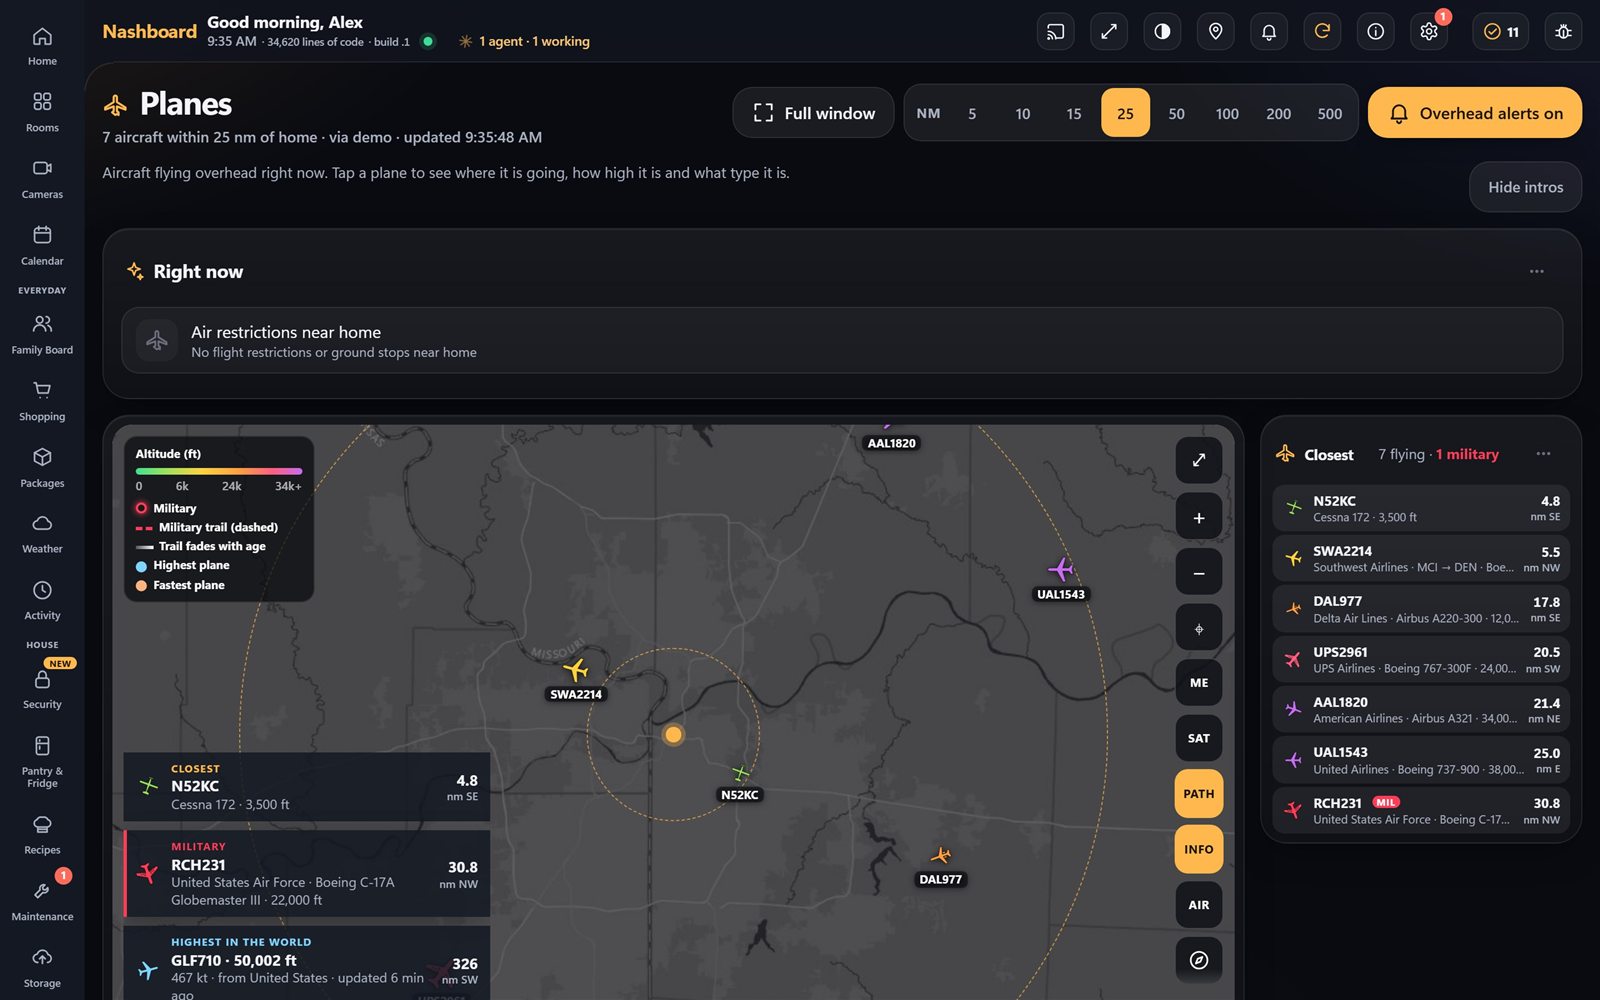 Nashboard
Good morning, Alex
9:35 AM · 34,620 lines of code · build .1
1 agent · 1 working
1
11
Home
Rooms
Cameras
Calendar
EVERYDAY
Family Board
Shopping
Packages
Weather
Activity
HOUSE
NEW
Security
Pantry &
Fridge
Recipes
1
Maintenance
Storage
Planes
7 aircraft within 25 nm of home · via demo · updated 9:35:48 AM
Full window
NM 5 10 15 25 50 100 200 500
Overhead alerts on
Aircraft flying overhead right now. Tap a plane to see where it is going, how high it is and what type it is.
Hide intros
Right now
Air restrictions near home
No flight restrictions or ground stops near home
Altitude (ft)
0 6k 24k 34k+
Military
Military trail (dashed)
Trail fades with age
Highest plane
Fastest plane
AAL1820
UAL1543
MISSOURI
SWA2214
N52KC
DAL977
CLOSEST
N52KC
Cessna 172 · 3,500 ft
4.8
nm SE
MILITARY
RCH231
United States Air Force · Boeing C-17A
Globemaster III · 22,000 ft
30.8
nm NW
HIGHEST IN THE WORLD
GLF710 · 50,002 ft
467 kt · from United States · updated 6 min
ago
326
nm SW
+
−
ME
SAT
PATH
INFO
AIR
Closest
7 flying · 1 military
N52KC
Cessna 172 · 3,500 ft
4.8
nm SE
SWA2214
Southwest Airlines · MCI → DEN · Boe...
5.5
nm NW
DAL977
Delta Air Lines · Airbus A220-300 · 12,0...
17.8
nm SE
UPS2961
UPS Airlines · Boeing 767-300F · 24,00...
20.5
nm SW
AAL1820
American Airlines · Airbus A321 · 34,00...
21.4
nm NE
UAL1543
United Airlines · Boeing 737-900 · 38,00...
25.0
nm E
RCH231 MIL
United States Air Force · Boeing C-17...
30.8
nm NW